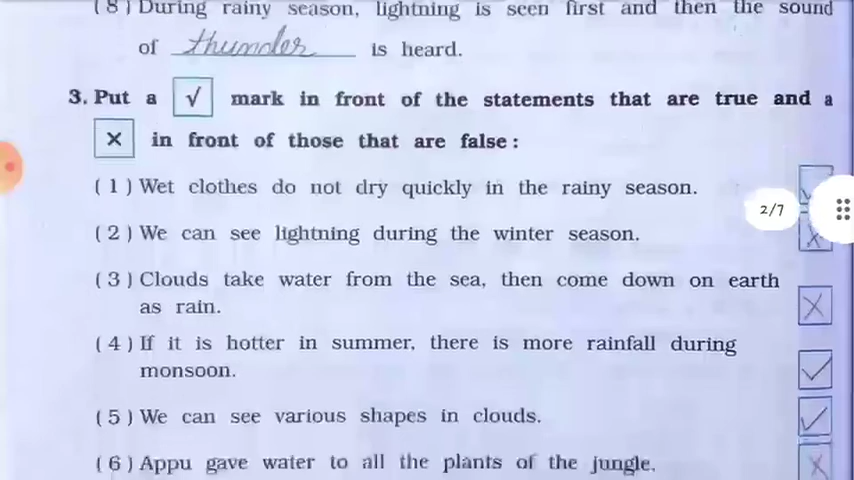 ( 8 ) During rainy season, lightning is seen first and then the sound
of thunder is heard.
3. Put a √ mark in front of the statements that are true and a
× in front of those that are false :
( 1 ) Wet clothes do not dry quickly in the rainy season. ✓
2/7
( 2 ) We can see lightning during the winter season. ×
( 3 ) Clouds take water from the sea, then come down on earth
as rain. ×
( 4 ) If it is hotter in summer, there is more rainfall during
monsoon. ✓
( 5 ) We can see various shapes in clouds. ✓
( 6 ) Appu gave water to all the plants of the jungle. ×